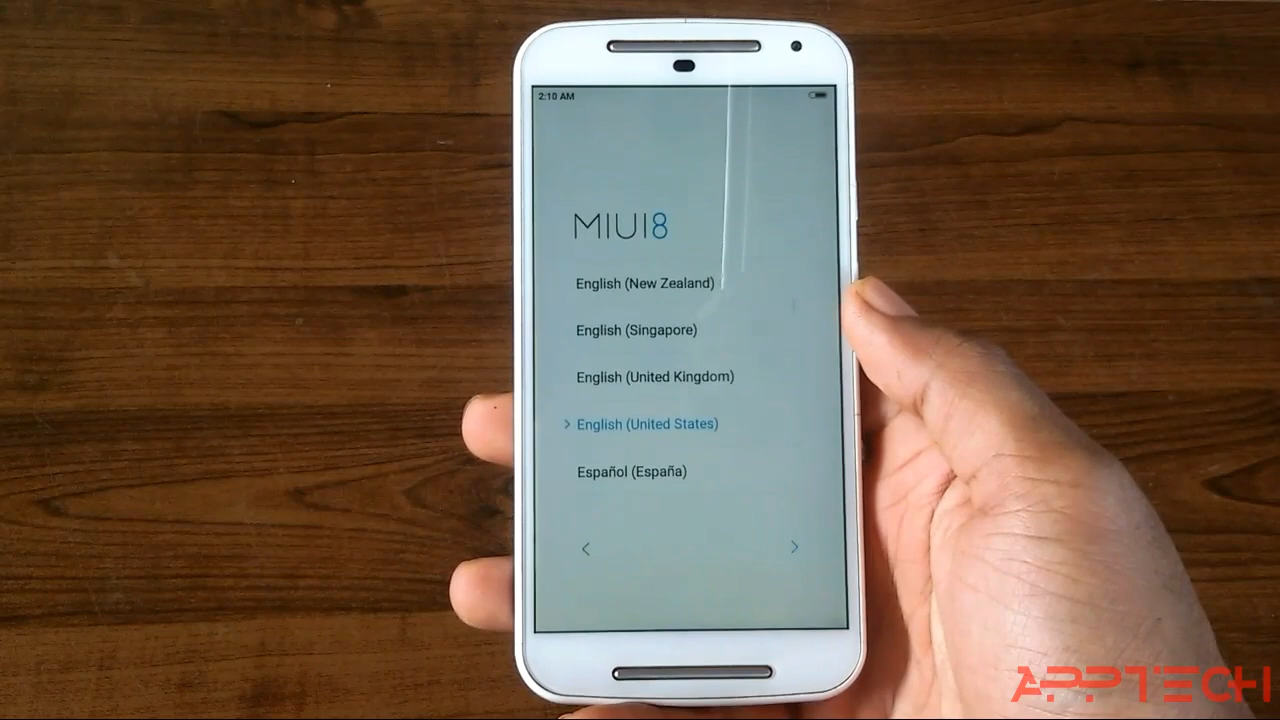 2:10 AM
MIUI8
English (New Zealand)
English (Singapore)
English (United Kingdom)
> English (United States)
Español (España)
< >
APPTECH